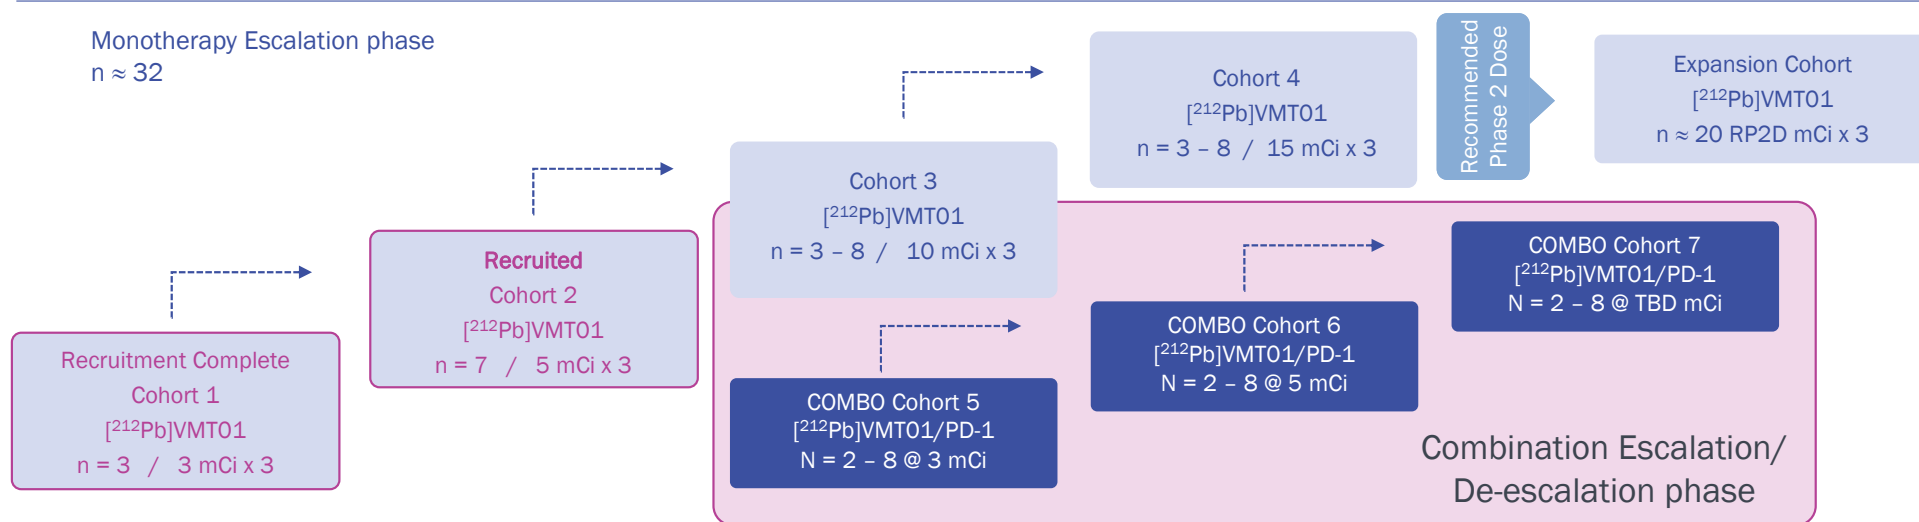 Monotherapy Escalation phase
n ≈ 32
Recruitment Complete
Cohort 1
[²¹²Pb]VMT01
n = 3 / 3 mCi x 3
Recruited
Cohort 2
[²¹²Pb]VMT01
n = 7 / 5 mCi x 3
Cohort 3
[²¹²Pb]VMT01
n = 3 – 8 / 10 mCi x 3
Cohort 4
[²¹²Pb]VMT01
n = 3 – 8 / 15 mCi x 3
Recommended
Phase 2 Dose
Expansion Cohort
[²¹²Pb]VMT01
n ≈ 20 RP2D mCi x 3
COMBO Cohort 5
[²¹²Pb]VMT01/PD-1
N = 2 – 8 @ 3 mCi
COMBO Cohort 6
[²¹²Pb]VMT01/PD-1
N = 2 – 8 @ 5 mCi
COMBO Cohort 7
[²¹²Pb]VMT01/PD-1
N = 2 – 8 @ TBD mCi
Combination Escalation/
De-escalation phase